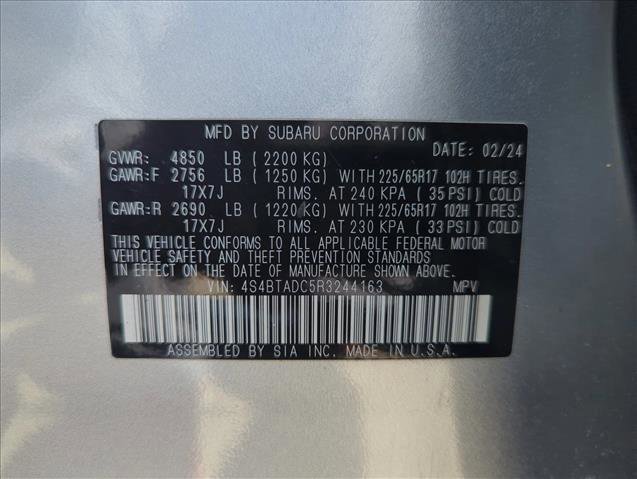 MFD BY SUBARU CORPORATION DATE: 02/24
GVWR: 4850 LB (2200 KG)
GAWR:F 2756 LB (1250 KG) WITH 225/65R17 102H TIRES.
17X7J RIMS. AT 240 KPA (35 PSI) COLD
GAWR:R 2690 LB (1220 KG) WITH 225/65R17 102H TIRES.
17X7J RIMS. AT 230 KPA (33 PSI) COLD
THIS VEHICLE CONFORMS TO ALL APPLICABLE FEDERAL MOTOR
VEHICLE SAFETY AND THEFT PREVENTION STANDARDS
IN EFFECT ON THE DATE OF MANUFACTURE SHOWN ABOVE.
VIN: 4S4BTADC5R3244163 MPV
ASSEMBLED BY SIA INC. MADE IN U.S.A.